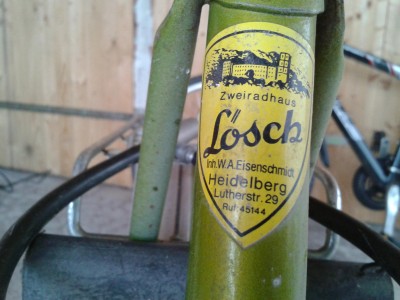 Zweiradhaus
Lösch
Inh.W.A.Eisenschmidt
Heidelberg
Lutherstr.29
Ruf:45144